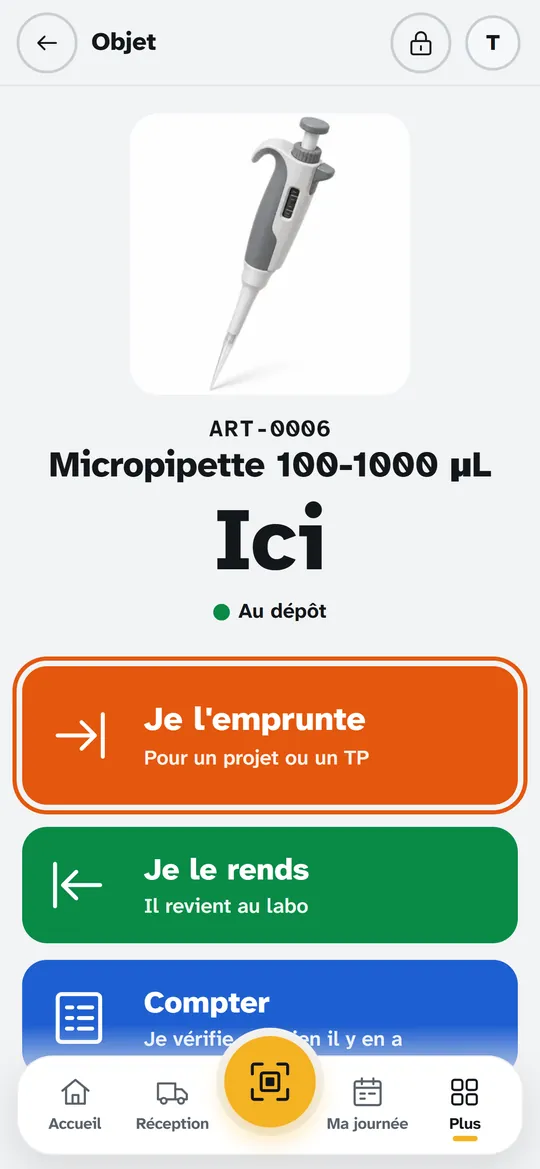 Objet
T
ART-0006
Micropipette 100-1000 µL
Ici
Au dépôt
Je l'emprunte
Pour un projet ou un TP
Je le rends
Il revient au labo
Compter
Je vérifie en il y en a
Accueil
Réception
Ma journée
Plus